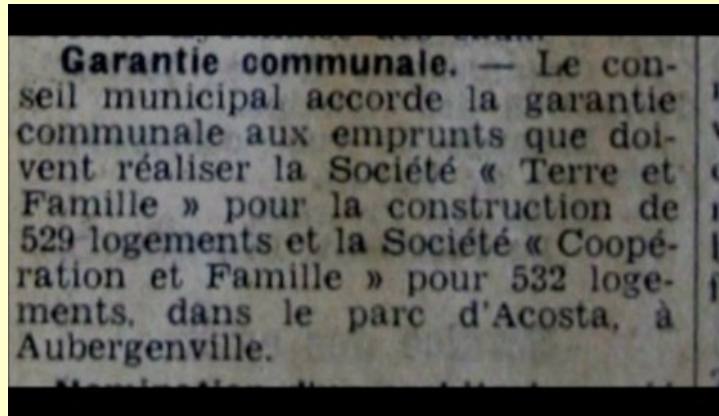 Garantie communale. — Le con-
seil municipal accorde la garantie
communale aux emprunts que doi-
vent réaliser la Société « Terre et
Famille » pour la construction de
529 logements et la Société « Coopé-
ration et Famille » pour 532 loge-
ments, dans le parc d'Acosta, à
Aubergenville.